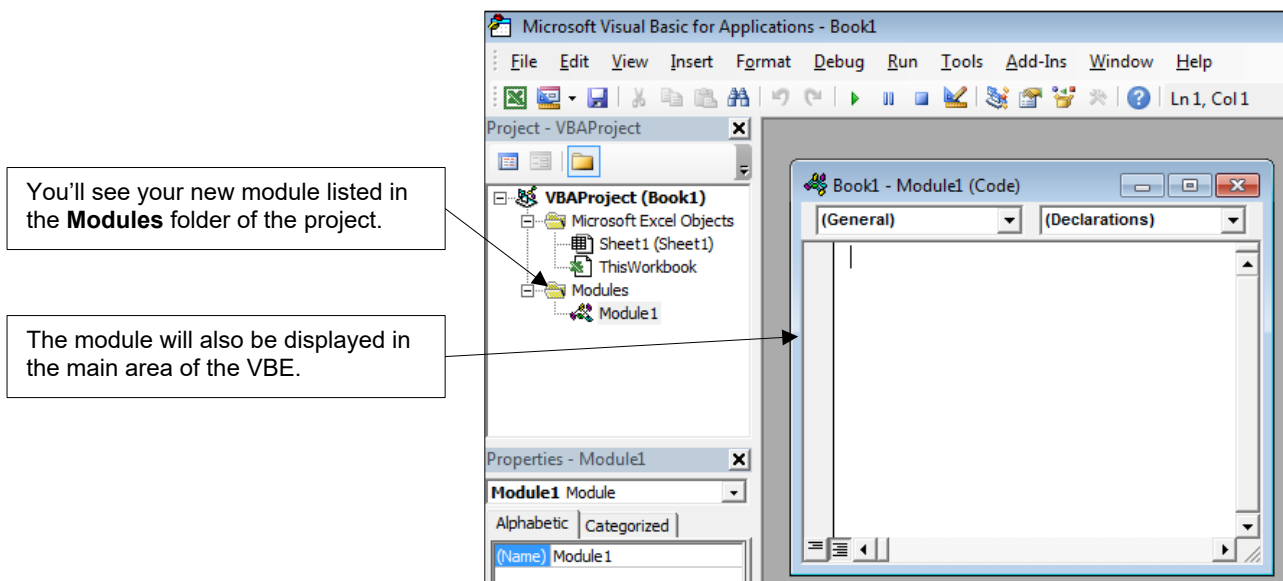 Microsoft Visual Basic for Applications - Book1
File Edit View Insert Format Debug Run Tools Add-Ins Window Help
Ln 1, Col 1
Project - VBAProject
You'll see your new module listed in
the Modules folder of the project.
VBAProject (Book1)
Microsoft Excel Objects
Sheet1 (Sheet1)
ThisWorkbook
Modules
Module1
The module will also be displayed in
the main area of the VBE.
Book1 - Module1 (Code)
(General) (Declarations)
Properties - Module1
Module1 Module
Alphabetic Categorized
(Name) Module1